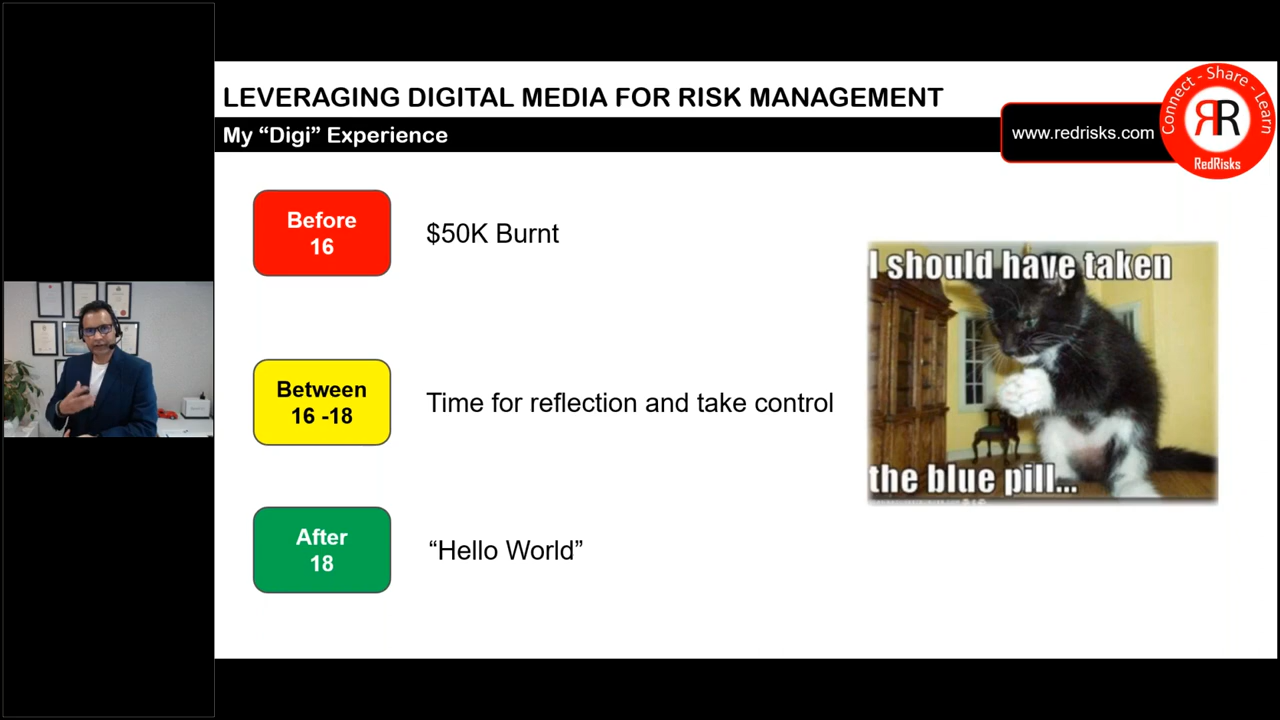 LEVERAGING DIGITAL MEDIA FOR RISK MANAGEMENT
My “Digi” Experience
www.redrisks.com
Connect - Share - Learn
RR
RedRisks
Before
16
$50K Burnt
I should have taken
the blue pill...
Between
16 -18
Time for reflection and take control
After
18
“Hello World”